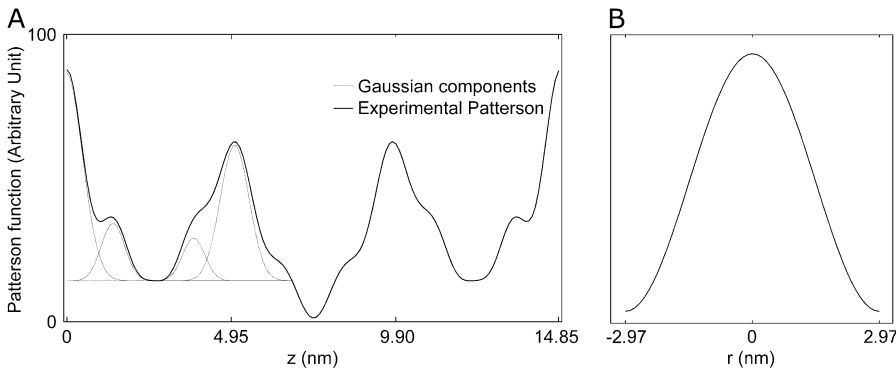 A
B
100
Patterson function (Arbitrary Unit)
Gaussian components
Experimental Patterson
0
0 4.95 9.90 14.85
z (nm)
-2.97 0 2.97
r (nm)